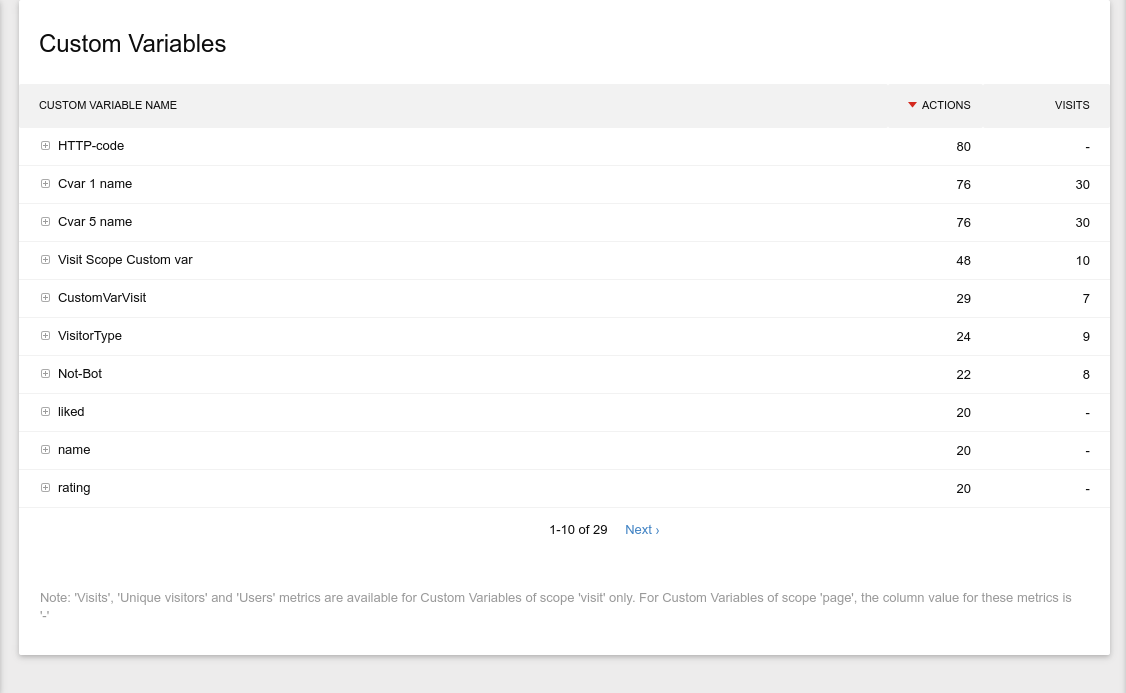 Custom Variables
CUSTOM VARIABLE NAME ACTIONS VISITS
HTTP-code 80 -
Cvar 1 name 76 30
Cvar 5 name 76 30
Visit Scope Custom var 48 10
CustomVarVisit 29 7
VisitorType 24 9
Not-Bot 22 8
liked 20 -
name 20 -
rating 20 -
1-10 of 29 Next ›
Note: 'Visits', 'Unique visitors' and 'Users' metrics are available for Custom Variables of scope 'visit' only. For Custom Variables of scope 'page', the column value for these metrics is
'-'